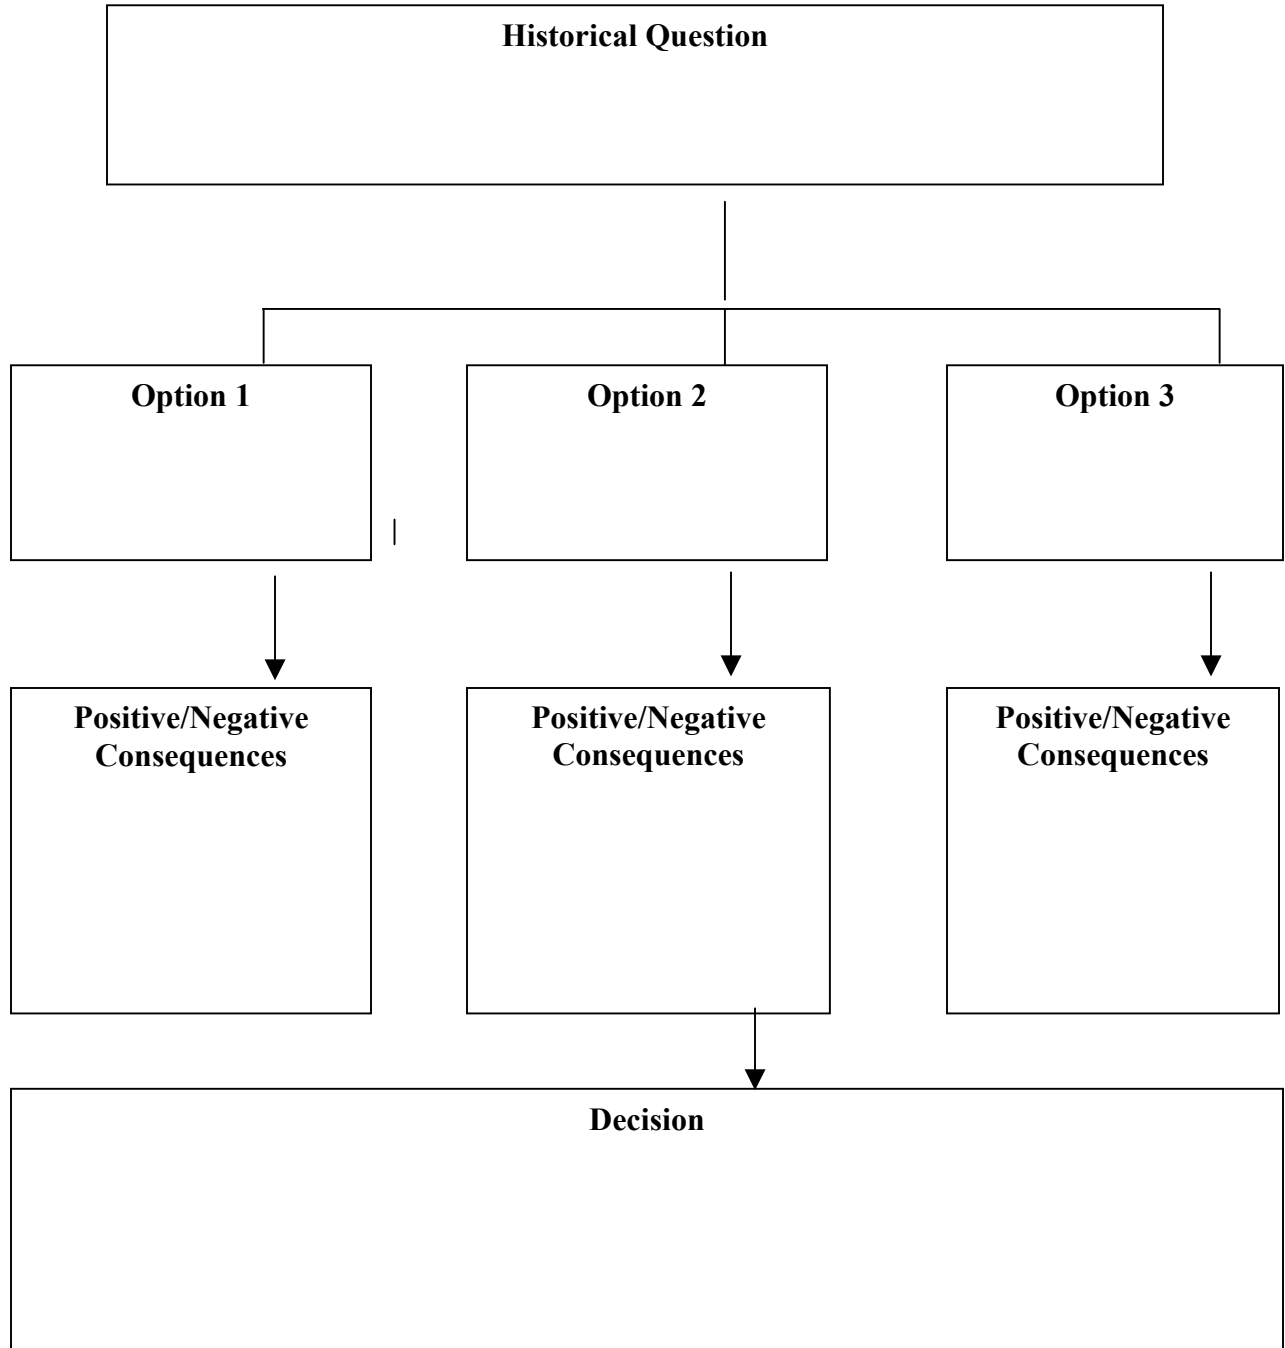 Historical Question
Option 1
Option 2
Option 3
Positive/Negative
Consequences
Positive/Negative
Consequences
Positive/Negative
Consequences
Decision